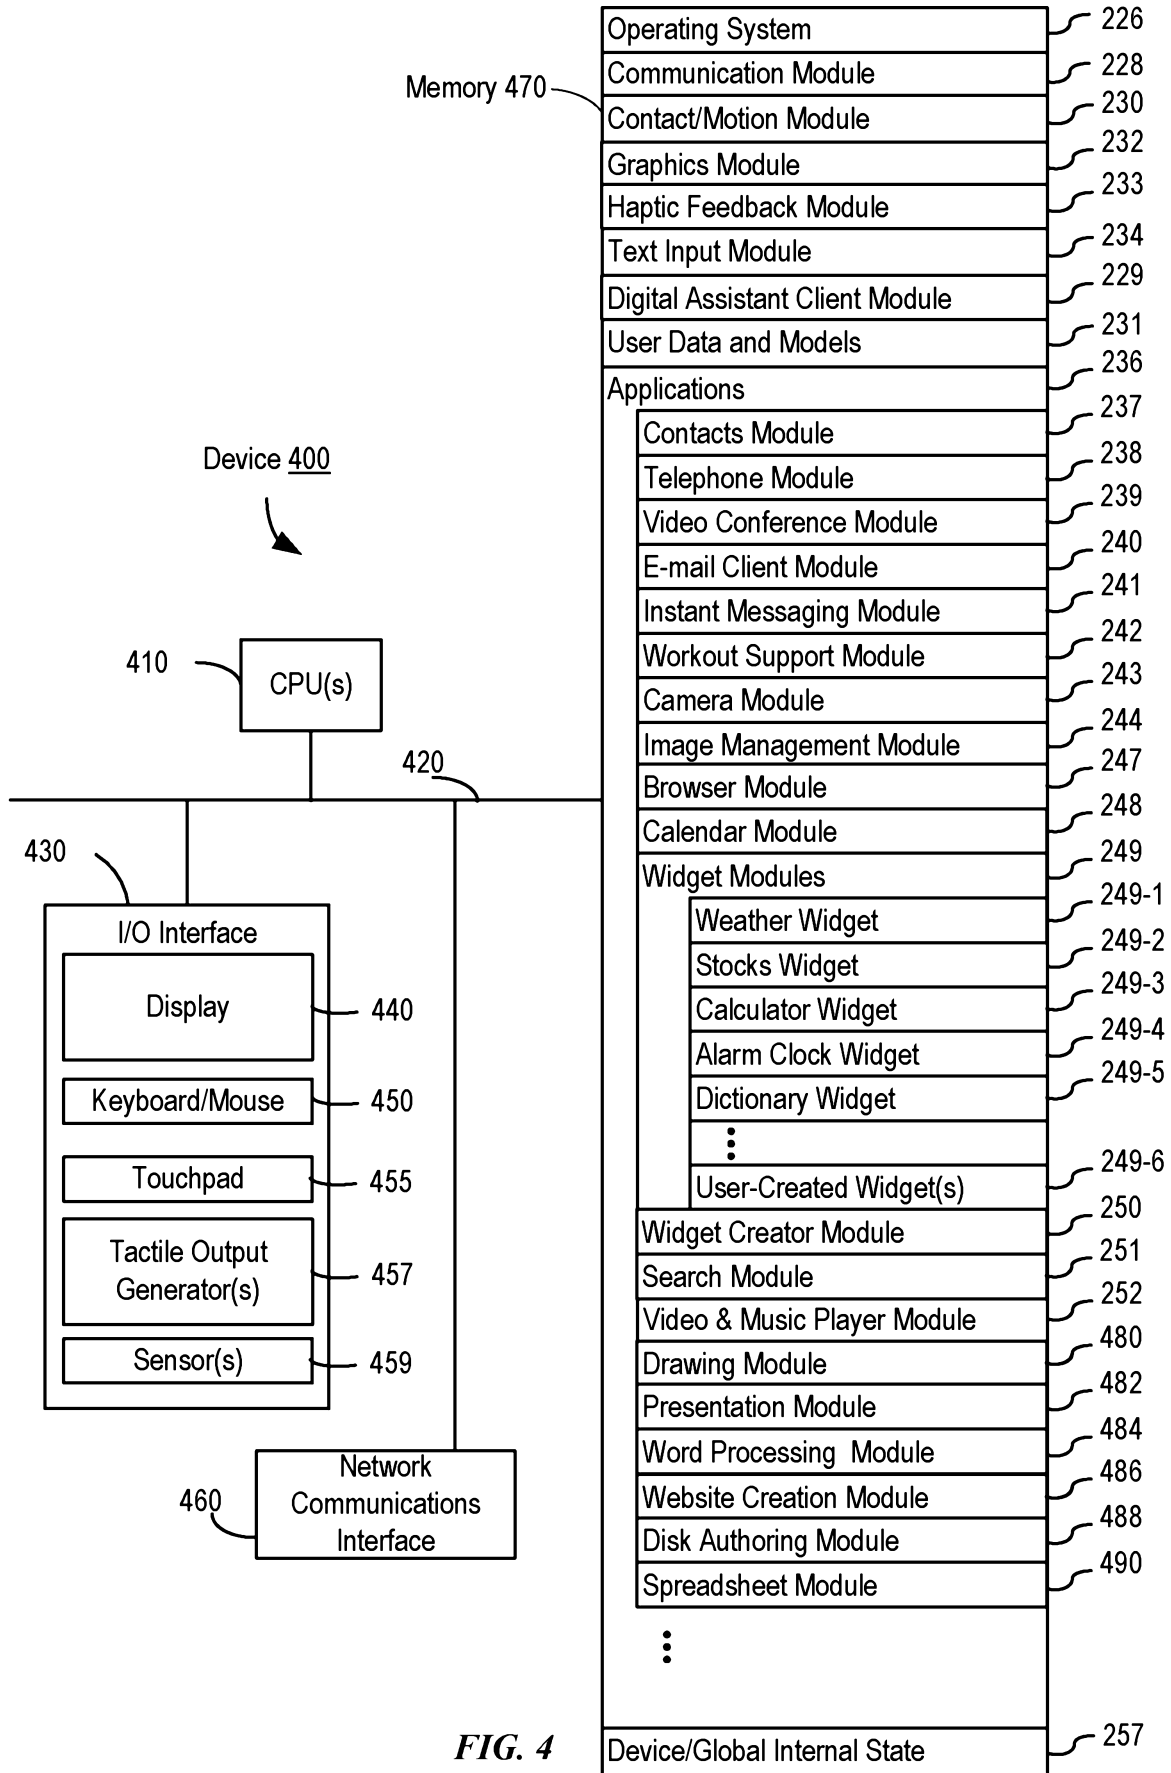 Operating System 226
Communication Module 228
Memory 470
Contact/Motion Module 230
Graphics Module 232
Haptic Feedback Module 233
Text Input Module 234
Digital Assistant Client Module 229
User Data and Models 231
Applications 236
Contacts Module 237
Telephone Module 238
Video Conference Module 239
E-mail Client Module 240
Instant Messaging Module 241
Workout Support Module 242
Camera Module 243
Image Management Module 244
Browser Module 247
Calendar Module 248
Widget Modules 249
Weather Widget 249-1
Stocks Widget 249-2
Calculator Widget 249-3
Alarm Clock Widget 249-4
Dictionary Widget 249-5
User-Created Widget(s) 249-6
Widget Creator Module 250
Search Module 251
Video & Music Player Module 252
Drawing Module 480
Presentation Module 482
Word Processing Module 484
Website Creation Module 486
Disk Authoring Module 488
Spreadsheet Module 490
Device/Global Internal State 257
Device 400
410
CPU(s)
420
430
I/O Interface
Display 440
Keyboard/Mouse 450
Touchpad 455
Tactile Output
Generator(s) 457
Sensor(s) 459
460
Network
Communications
Interface
FIG. 4